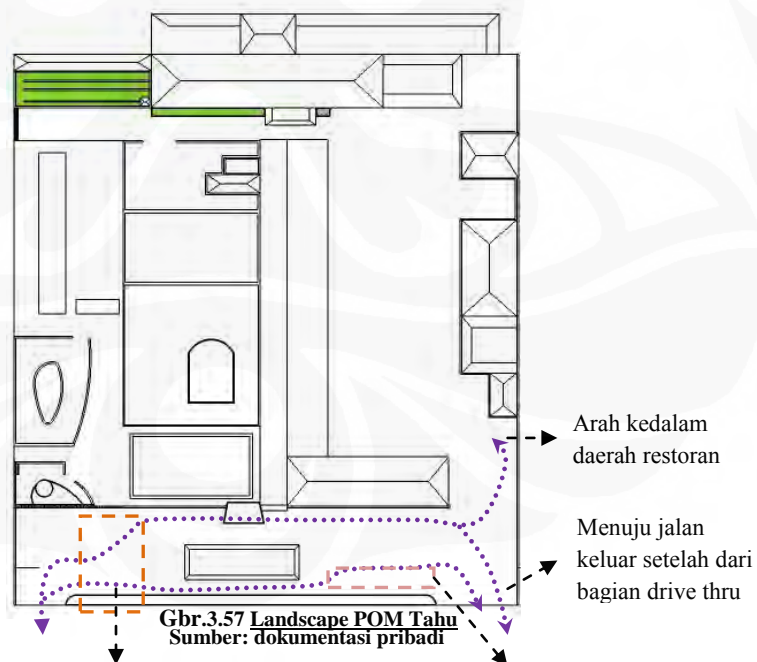 Arah kedalam
daerah restoran
Menuju jalan
keluar setelah dari
bagian drive thru
Gbr.3.57 Landscape POM Tahu
Sumber: dokumentasi pribadi